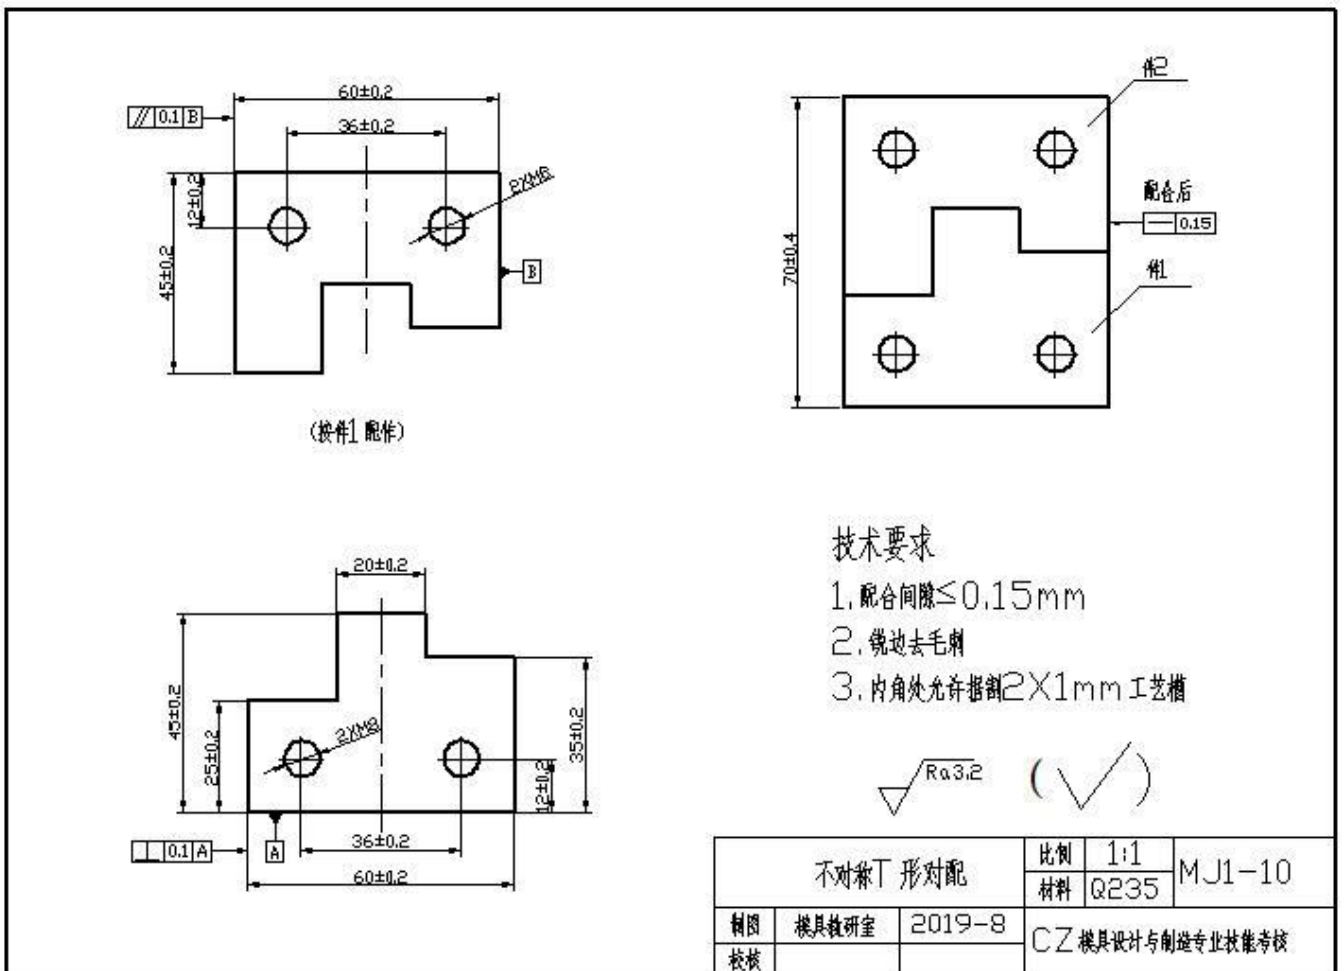 60±0.2
// 0.1 B
36±0.2
12±0.2
45±0.2
B
(按件1 配作)
件2
配合后
— 0.15
70±0.4
件1
20±0.2
45±0.2
25±0.2
2XM8
35±0.2
12±0.2
⊥ 0.1 A
A
36±0.2
60±0.2
技术要求
1.配合间隙≤0.15mm
2.锐边去毛刺
3.内角处允许据割2X1mm工艺槽
Ra3.2 (√)
不对称T 形对配
比例 1:1
材料 Q235
MJ1-10
制图 模具教研室 2019-8
校核
CZ模具设计与制造专业技能考核